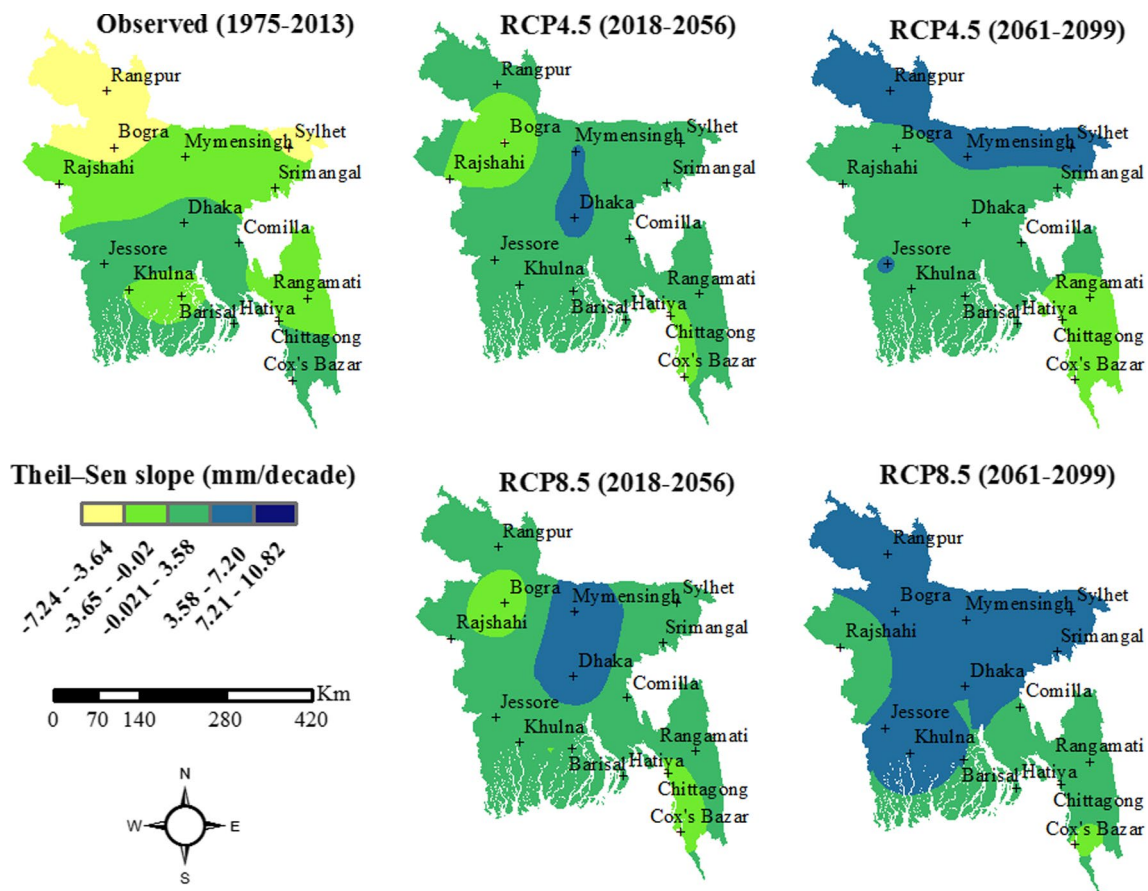 Observed (1975-2013)
Rangpur
Bogra
Mymensingh
Sylhet
Rajshahi
Srimangal
Dhaka
Comilla
Jessore
Khulna
Rangamati
Barisal
Hatiya
Chittagong
Cox's Bazar
RCP4.5 (2018-2056)
Rangpur
Bogra
Mymensingh
Sylhet
Rajshahi
Srimangal
Dhaka
Comilla
Jessore
Khulna
Rangamati
Barisal
Hatiya
Chittagong
Cox's Bazar
RCP4.5 (2061-2099)
Rangpur
Bogra
Mymensingh
Sylhet
Rajshahi
Srimangal
Dhaka
Comilla
Jessore
Khulna
Rangamati
Barisal
Hatiya
Chittagong
Cox's Bazar
Theil–Sen slope (mm/decade)
-7.24 - -3.64
-3.65 - -0.02
-0.021 - 3.58
3.58 - 7.20
7.21 - 10.82
Km
0 70 140 280 420
N
W E
S
RCP8.5 (2018-2056)
Rangpur
Bogra
Mymensingh
Sylhet
Rajshahi
Srimangal
Dhaka
Comilla
Jessore
Khulna
Rangamati
Barisal
Hatiya
Chittagong
Cox's Bazar
RCP8.5 (2061-2099)
Rangpur
Bogra
Mymensingh
Sylhet
Rajshahi
Srimangal
Dhaka
Comilla
Jessore
Khulna
Rangamati
Barisal
Hatiya
Chittagong
Cox's Bazar